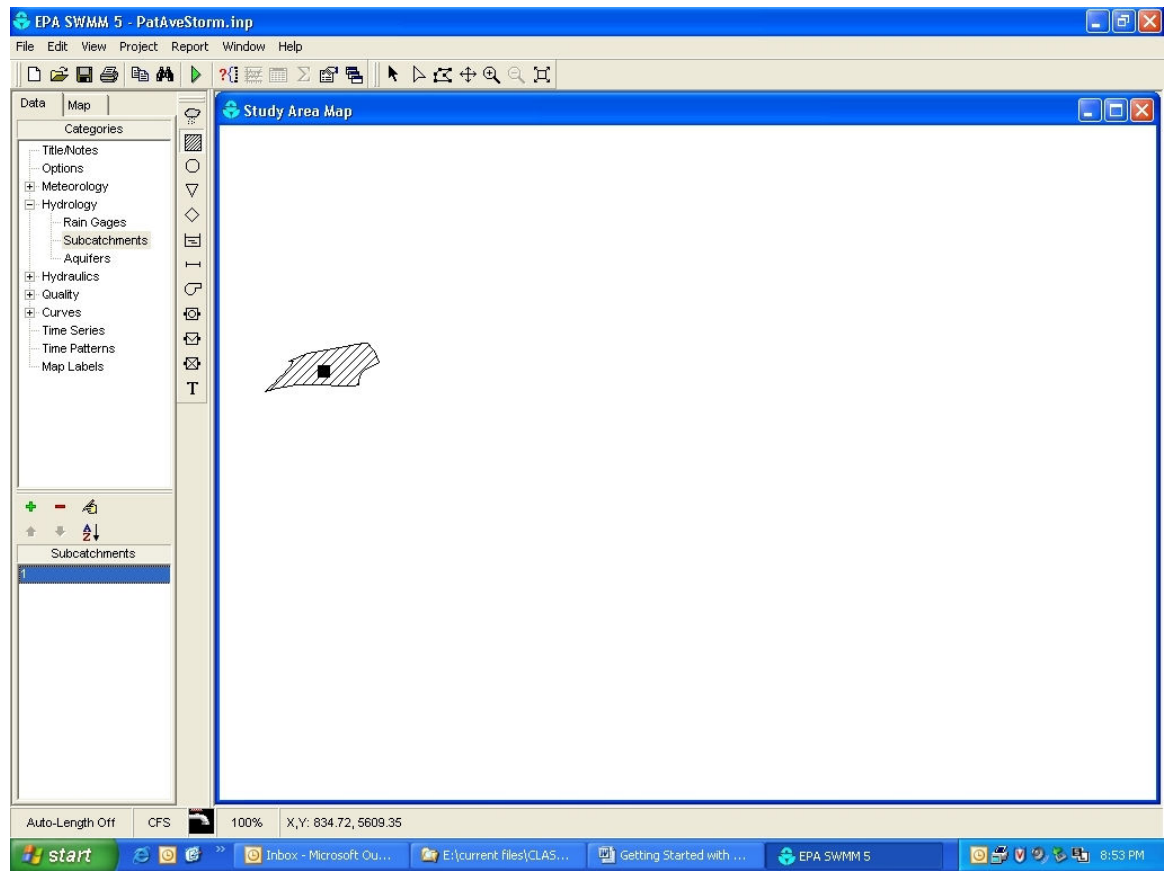 EPA SWMM 5 - PatAveStorm.inp
File Edit View Project Report Window Help
Data Map
Categories
Title/Notes
Options
Meteorology
Hydrology
Rain Gages
Subcatchments
Aquifers
Hydraulics
Quality
Curves
Time Series
Time Patterns
Map Labels
T
Study Area Map
Subcatchments
1
Auto-Length Off CFS 100% X,Y: 834.72, 5609.35
start Inbox - Microsoft Ou... E:\current files\CLAS... Getting Started with ... EPA SWMM 5 8:53 PM